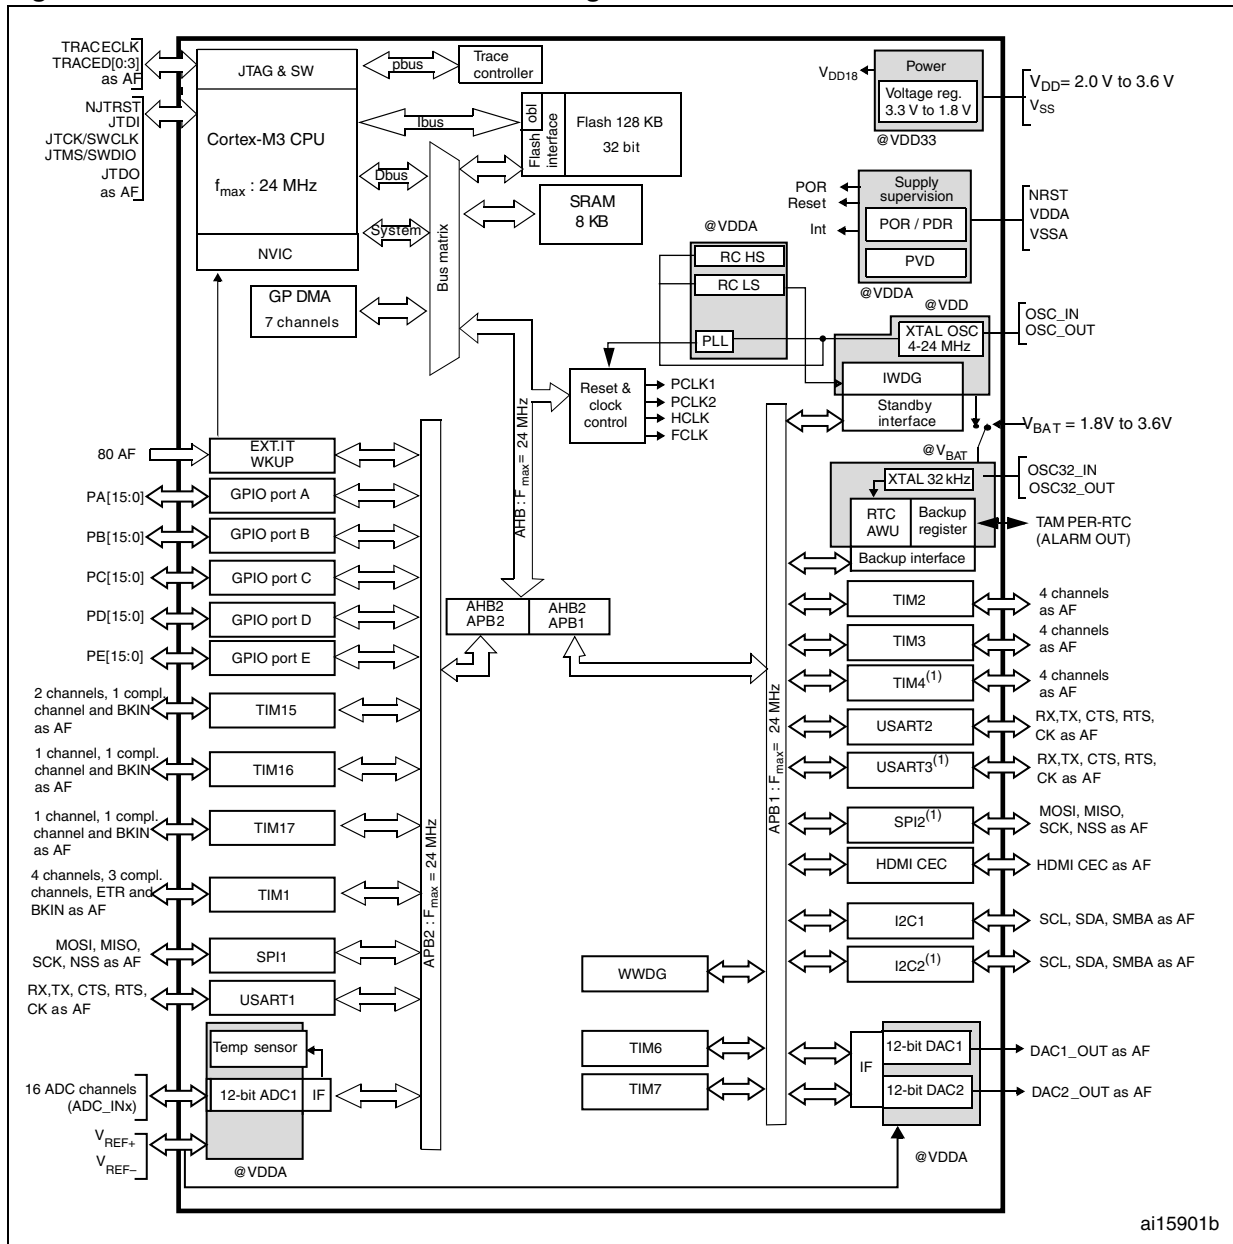 TRACECLK
TRACED[0:3]
as AF
NJTRST
JTDI
JTCK/SWCLK
JTMS/SWDIO
JTDO
as AF
JTAG & SW
Cortex-M3 CPU
fmax : 24 MHz
NVIC
pbus
Trace
controller
Ibus
Flash obl
interface
Flash 128 KB
32 bit
Dbus
SRAM
8 KB
System
Bus matrix
GP DMA
7 channels
VDD18
Power
Voltage reg.
3.3 V to 1.8 V
@VDD33
VDD= 2.0 V to 3.6 V
VSS
POR
Reset
Int
Supply
supervision
POR / PDR
PVD
@VDDA
NRST
VDDA
VSSA
@VDDA
RC HS
RC LS
PLL
@VDD
XTAL OSC
4-24 MHz
OSC_IN
OSC_OUT
IWDG
Standby
interface
Reset &
clock
control
PCLK1
PCLK2
HCLK
FCLK
AHB : Fmax= 24 MHz
VBAT = 1.8V to 3.6V
@VBAT
XTAL 32 kHz
OSC32_IN
OSC32_OUT
RTC
AWU
Backup
register
Backup interface
TAMPER-RTC
(ALARM OUT)
80 AF
EXT.IT
WKUP
PA[15:0]
GPIO port A
PB[15:0]
GPIO port B
PC[15:0]
GPIO port C
PD[15:0]
GPIO port D
PE[15:0]
GPIO port E
AHB2
APB2
AHB2
APB1
TIM2
4 channels
as AF
TIM3
4 channels
as AF
TIM4(1)
4 channels
as AF
USART2
RX,TX, CTS, RTS,
CK as AF
USART3(1)
RX,TX, CTS, RTS,
CK as AF
SPI2(1)
MOSI, MISO,
SCK, NSS as AF
HDMI CEC
HDMI CEC as AF
I2C1
SCL, SDA, SMBA as AF
I2C2(1)
SCL, SDA, SMBA as AF
2 channels, 1 compl.
channel and BKIN
as AF
TIM15
1 channel, 1 compl.
channel and BKIN
as AF
TIM16
1 channel, 1 compl.
channel and BKIN
as AF
TIM17
4 channels, 3 compl.
channels, ETR and
BKIN as AF
TIM1
MOSI, MISO,
SCK, NSS as AF
SPI1
RX,TX, CTS, RTS,
CK as AF
USART1
APB2 : Fmax = 24 MHz
APB1 : Fmax= 24 MHz
WWDG
TIM6
TIM7
Temp sensor
16 ADC channels
(ADC_INx)
12-bit ADC1
IF
VREF+
VREF–
@VDDA
IF
12-bit DAC1
DAC1_OUT as AF
12-bit DAC2
DAC2_OUT as AF
@VDDA
ai15901b